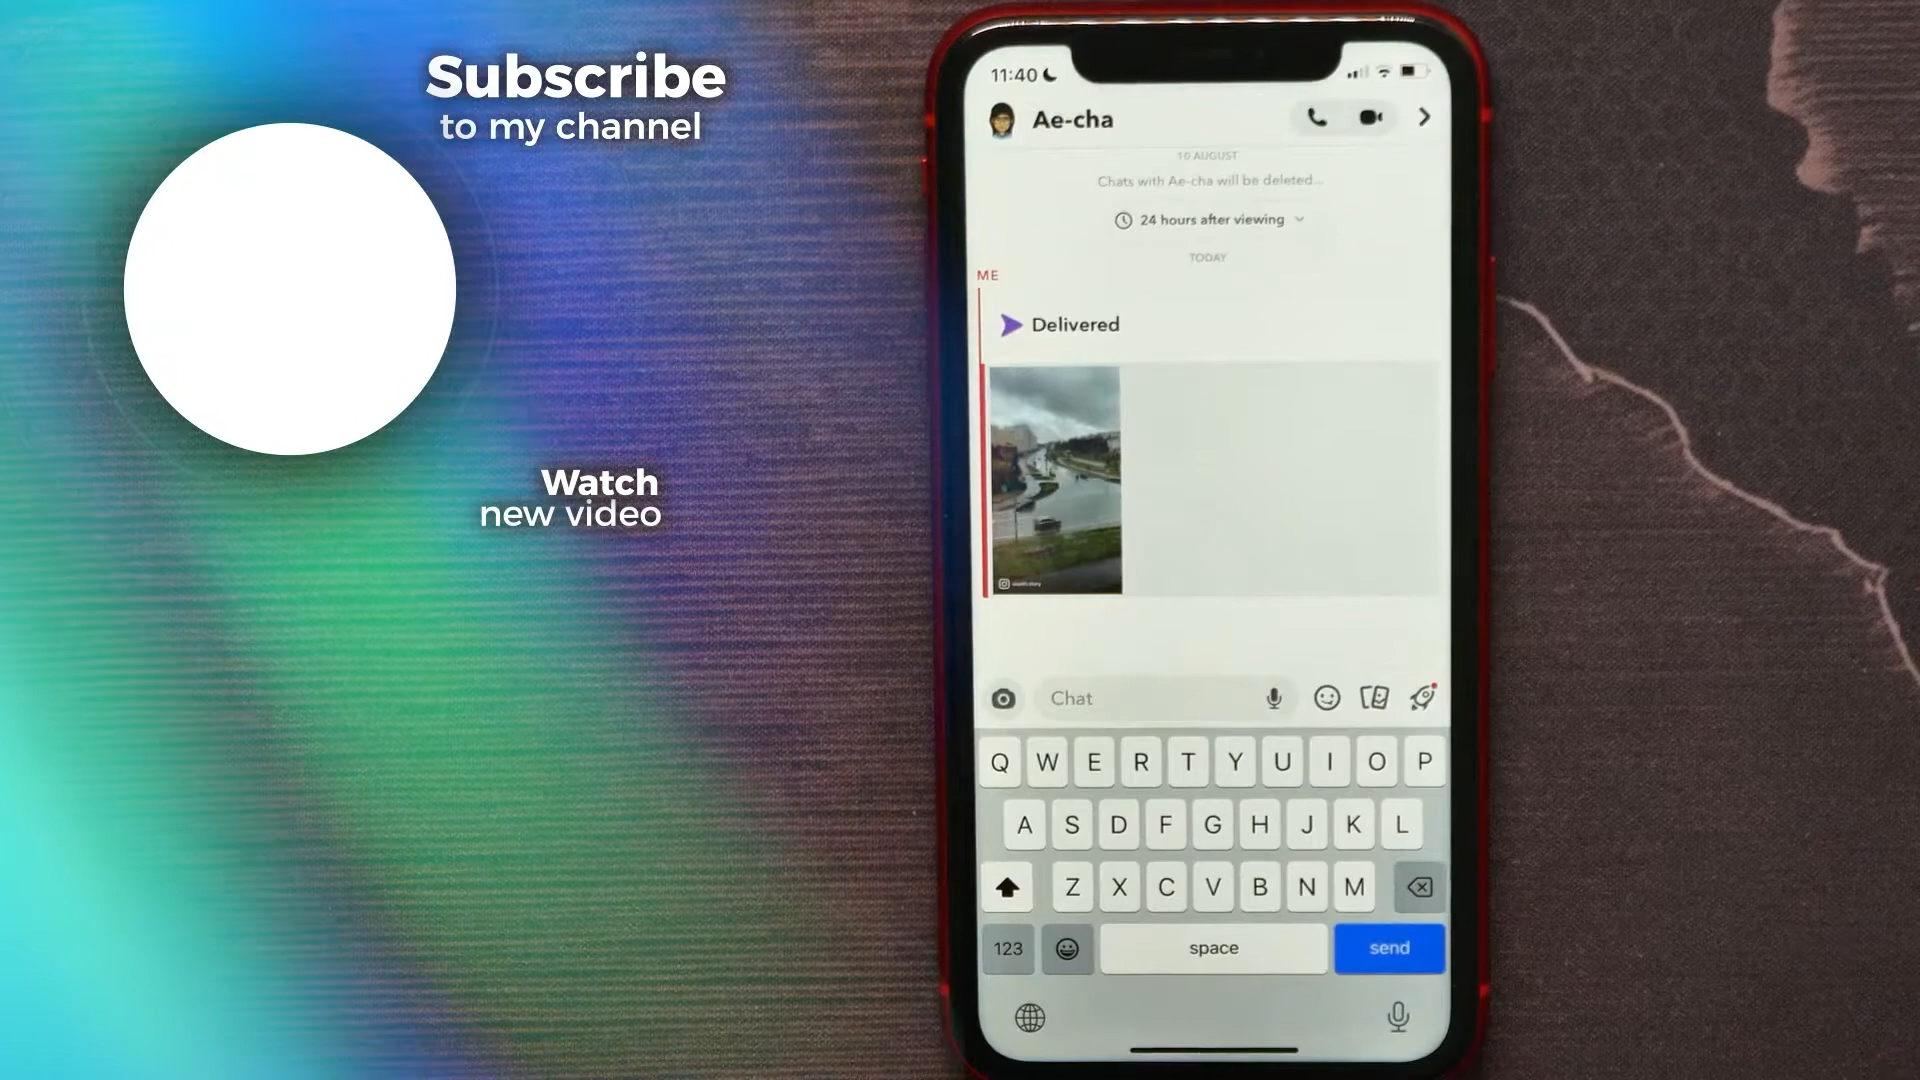 Subscribe
to my channel
Watch
new video
11:40
Ae-cha
10 AUGUST
Chats with Ae-cha will be deleted...
24 hours after viewing
TODAY
ME
Delivered
Chat
Q W E R T Y U I O P
A S D F G H J K L
Z X C V B N M
123 space send